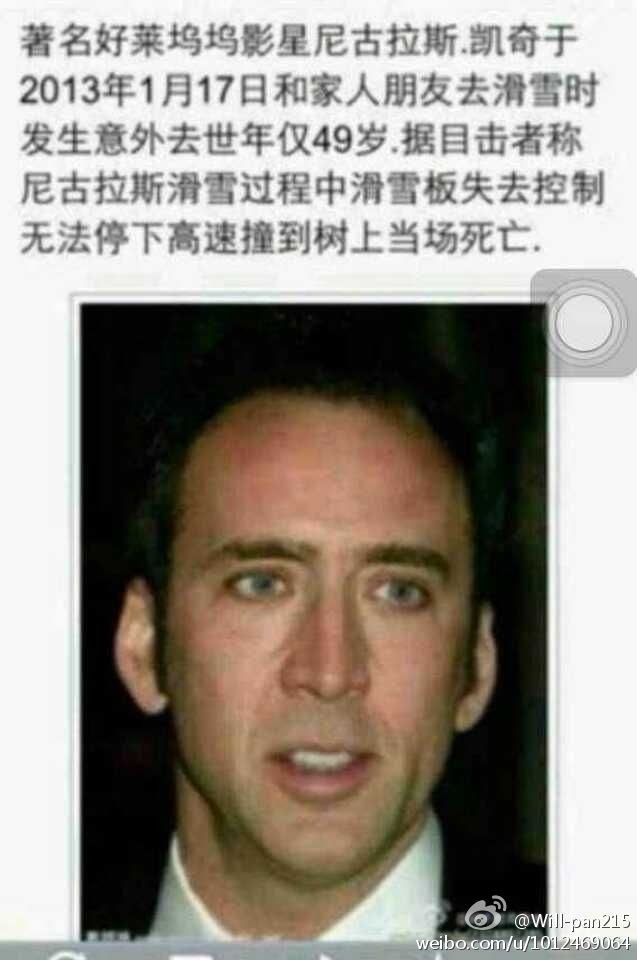 著名好莱坞坞影星尼古拉斯.凯奇于
2013年1月17日和家人朋友去滑雪时
发生意外去世年仅49岁.据目击者称
尼古拉斯滑雪过程中滑雪板失去控制
无法停下高速撞到树上当场死亡.
@Will-pan215
weibo.com/u/1012469064